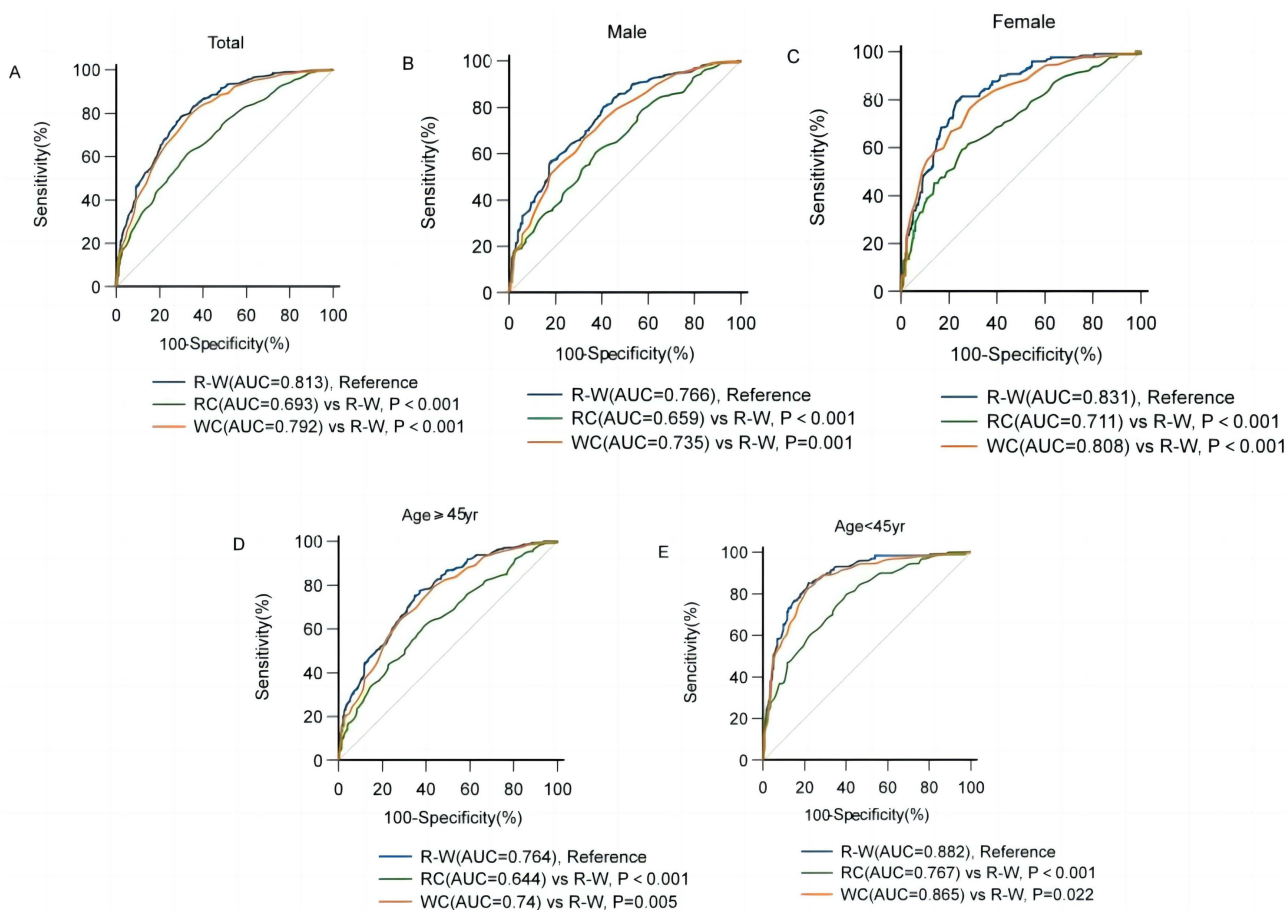 A
Total
Sensitivity(%)
100
80
60
40
20
0
0 20 40 60 80 100
100-Specificity(%)
R-W(AUC=0.813), Reference
RC(AUC=0.693) vs R-W, P < 0.001
WC(AUC=0.792) vs R-W, P < 0.001
B
Male
Sensitivity(%)
100
80
60
40
20
0
0 20 40 60 80 100
100-Specificity(%)
R-W(AUC=0.766), Reference
RC(AUC=0.659) vs R-W, P < 0.001
WC(AUC=0.735) vs R-W, P=0.001
C
Female
Sensitivity(%)
100
80
60
40
20
0
0 20 40 60 80 100
100-Specificity(%)
R-W(AUC=0.831), Reference
RC(AUC=0.711) vs R-W, P < 0.001
WC(AUC=0.808) vs R-W, P < 0.001
D
Age ≥ 45yr
Sensitivity(%)
100
80
60
40
20
0
0 20 40 60 80 100
100-Specificity(%)
R-W(AUC=0.764), Reference
RC(AUC=0.644) vs R-W, P < 0.001
WC(AUC=0.74) vs R-W, P=0.005
E
Age<45yr
Sencitivity(%)
100
80
60
40
20
0
0 20 40 60 80 100
100-Specificity(%)
R-W(AUC=0.882), Reference
RC(AUC=0.767) vs R-W, P < 0.001
WC(AUC=0.865) vs R-W, P=0.022